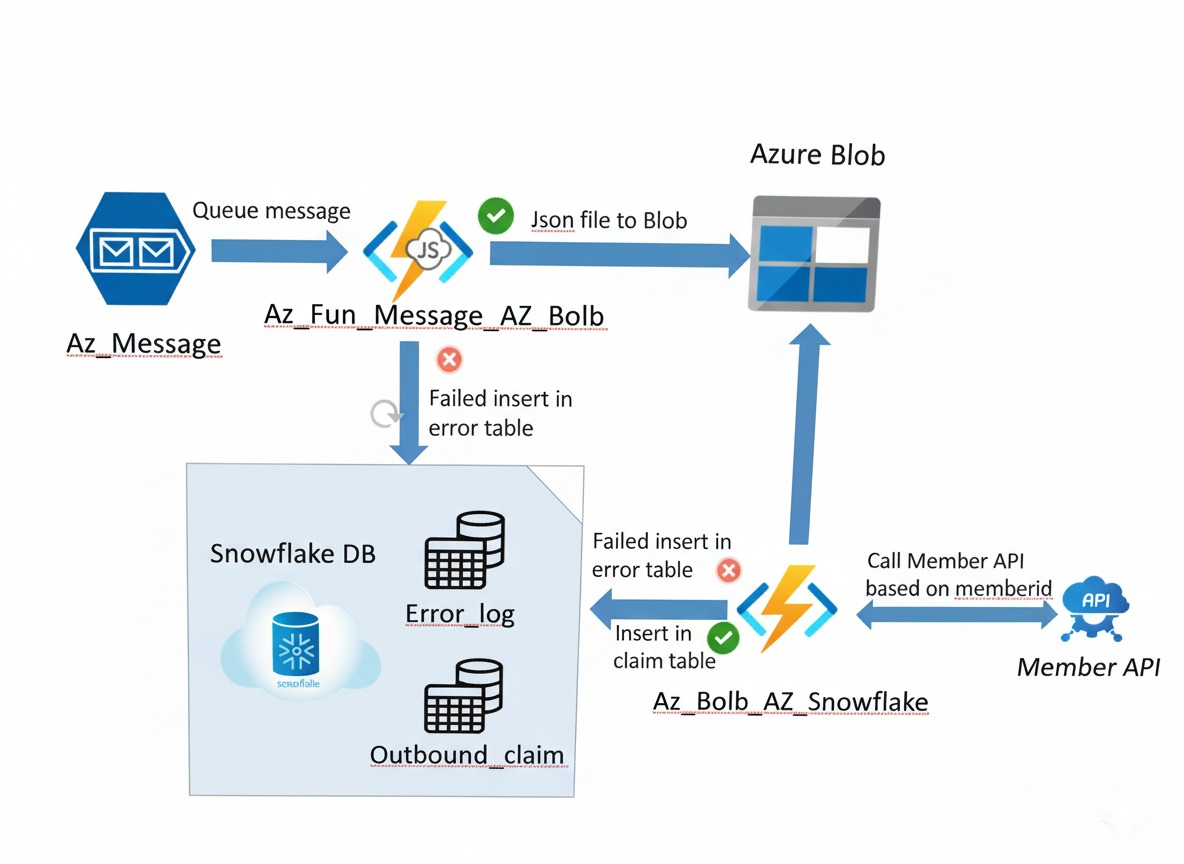 Azure Blob
Queue message
Json file to Blob
JS
Az_Fun_Message_AZ_Bolb
Az_Message
Failed insert in
error table
Snowflake DB
Error_log
Outbound_claim
Failed insert in
error table
Insert in
claim table
Az_Bolb_AZ_Snowflake
Call Member API
based on memberid
API
Member API